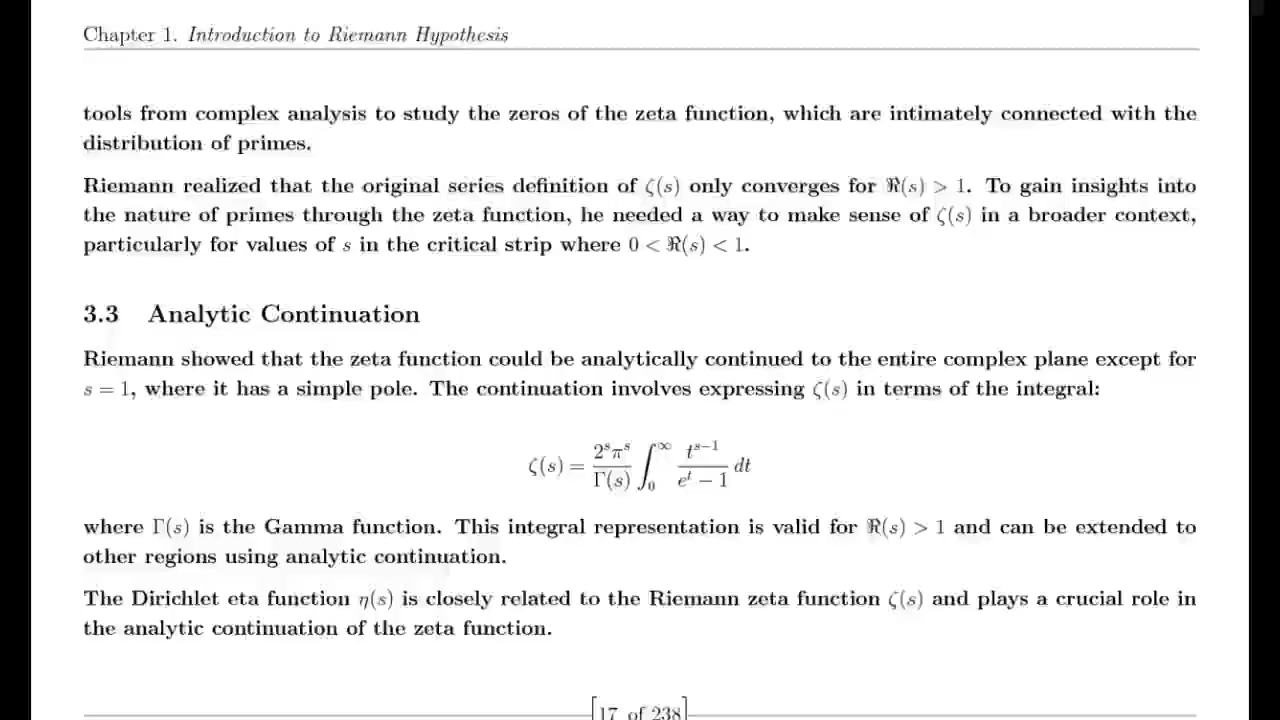 Chapter 1. Introduction to Riemann Hypothesis
tools from complex analysis to study the zeros of the zeta function, which are intimately connected with the
distribution of primes.
Riemann realized that the original series definition of ζ(s) only converges for ℜ(s) > 1. To gain insights into
the nature of primes through the zeta function, he needed a way to make sense of ζ(s) in a broader context,
particularly for values of s in the critical strip where 0 < ℜ(s) < 1.
3.3 Analytic Continuation
Riemann showed that the zeta function could be analytically continued to the entire complex plane except for
s = 1, where it has a simple pole. The continuation involves expressing ζ(s) in terms of the integral:
ζ(s) = \frac{2^s π^s}{Γ(s)} ∫_0^∞ \frac{t^{s−1}}{e^t − 1} dt
where Γ(s) is the Gamma function. This integral representation is valid for ℜ(s) > 1 and can be extended to
other regions using analytic continuation.
The Dirichlet eta function η(s) is closely related to the Riemann zeta function ζ(s) and plays a crucial role in
the analytic continuation of the zeta function.
[17 of 238]